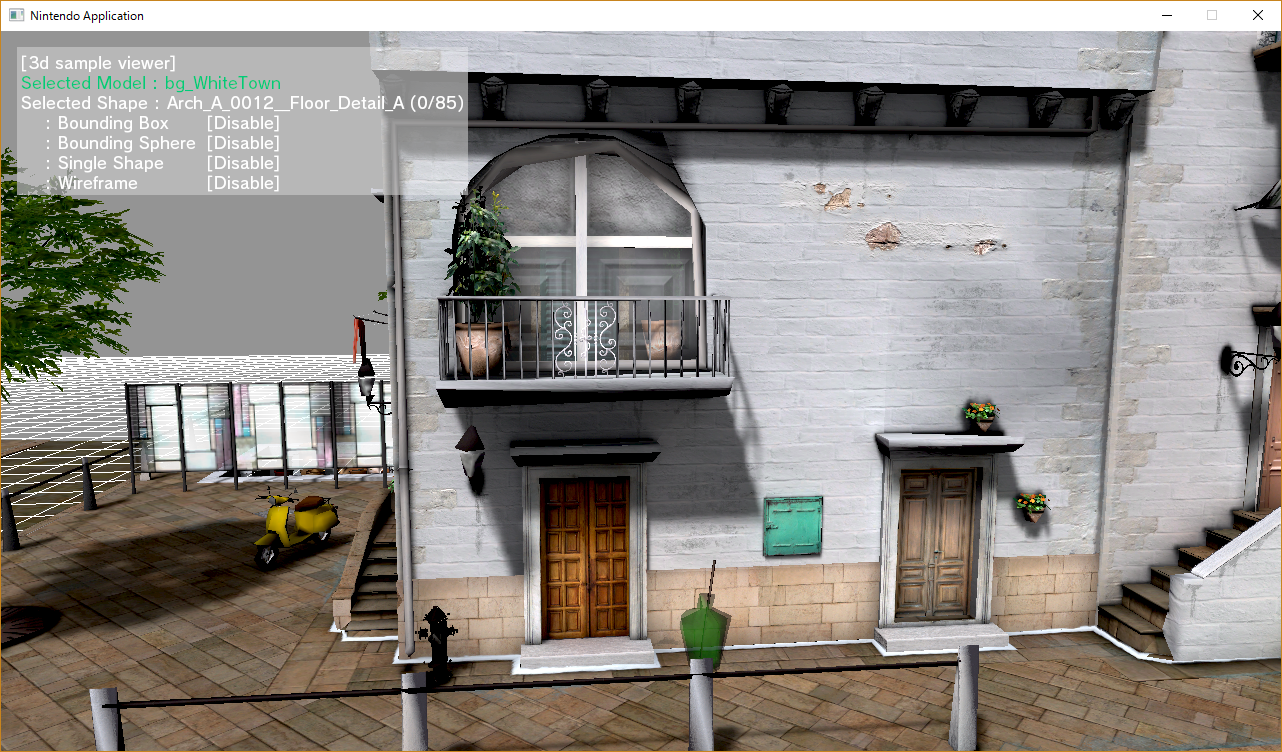 Nintendo Application
[3d sample viewer]
Selected Model : bg_WhiteTown
Selected Shape : Arch_A_0012__Floor_Detail_A (0/85)
: Bounding Box [Disable]
: Bounding Sphere [Disable]
: Single Shape [Disable]
: Wireframe [Disable]